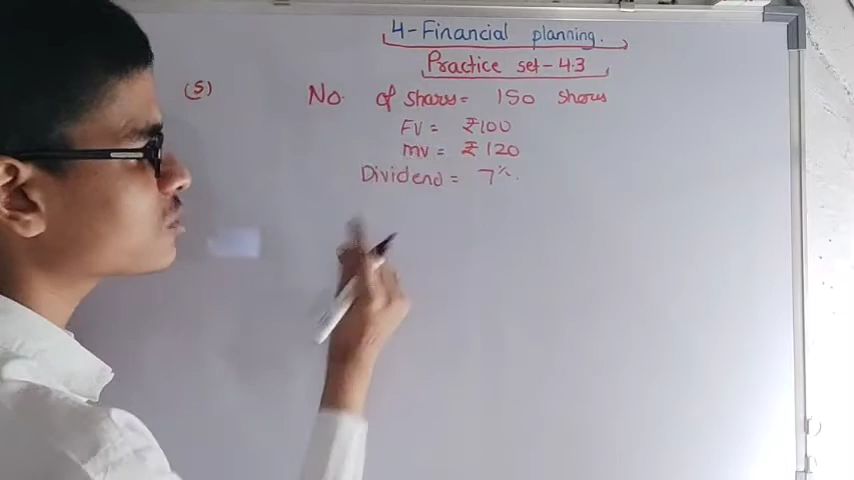 4-Financial planning.
Practice set-4.3
(5) No. of shares= 150 shares
FV = ₹100
MV = ₹120
Dividend = 7%.